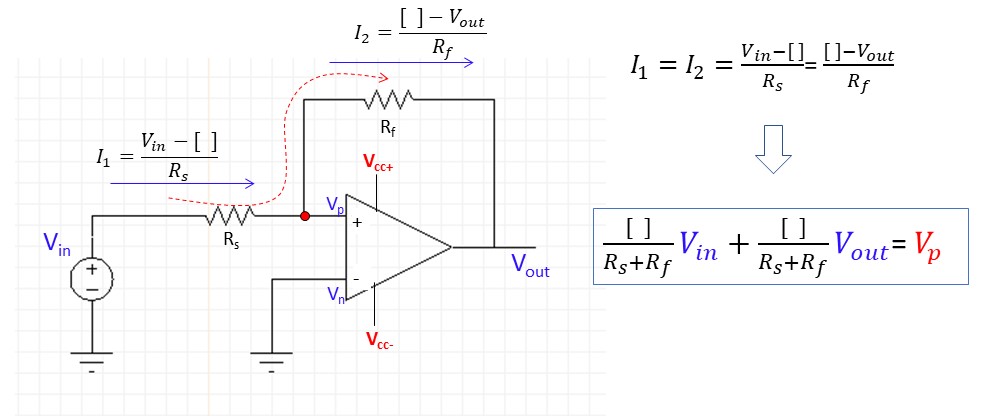 I₂ = [ ] − V_out / R_f
I₁ = I₂ = V_in−[ ] / R_s = [ ]−V_out / R_f
R_f
I₁ = V_in − [ ] / R_s
V_cc+
V_p
+
R_s
[ ] / R_s+R_f V_in + [ ] / R_s+R_f V_out = V_p
V_in
+
−
V_out
-
V_n
V_cc-